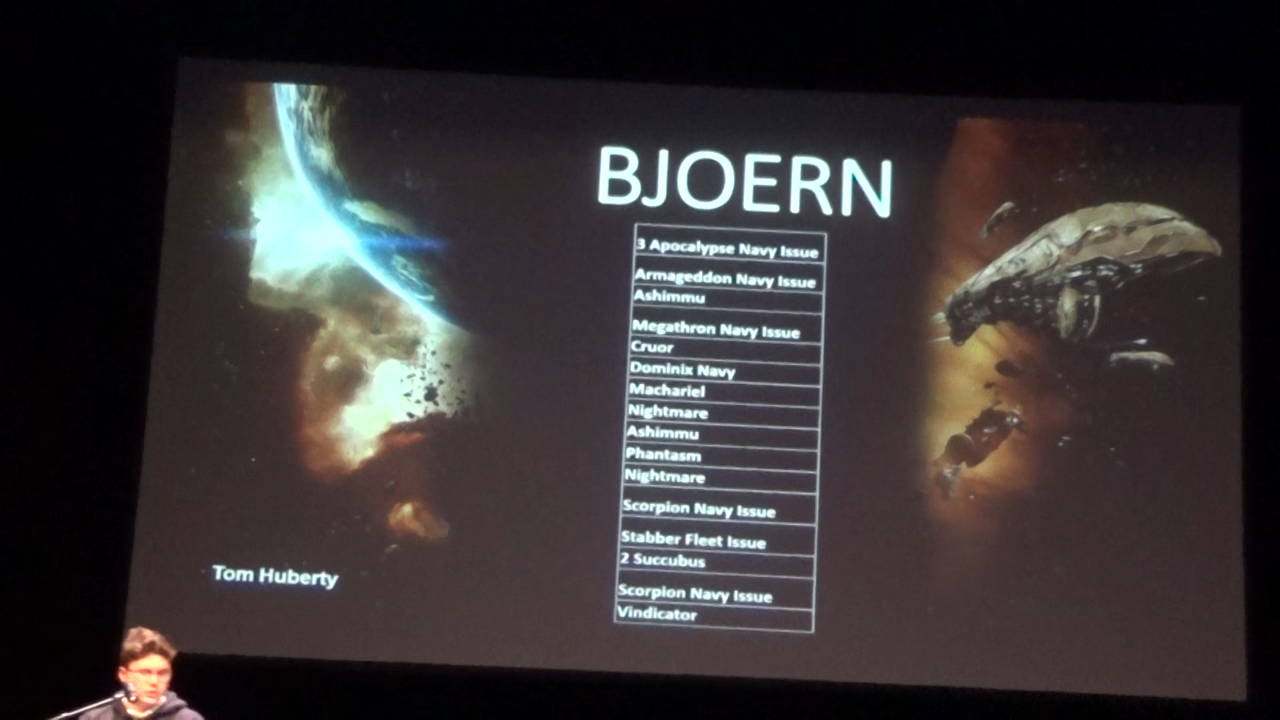 BJOERN
3 Apocalypse Navy Issue
Armageddon Navy Issue
Ashimmu
Megathron Navy Issue
Cruor
Dominix Navy
Machariel
Nightmare
Ashimmu
Phantasm
Nightmare
Scorpion Navy Issue
Stabber Fleet Issue
2 Succubus
Scorpion Navy Issue
Vindicator
Tom Huberty